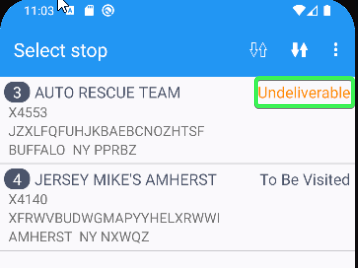 11:03
Select stop
3 AUTO RESCUE TEAM Undeliverable
X4553
JZXLFQFUHJKBAEBCNOZHTSF
BUFFALO NY PPRBZ
4 JERSEY MIKE'S AMHERST To Be Visited
X4140
XFRWVBUDWGMAPYYHELXRWWI
AMHERST NY NXWQZ